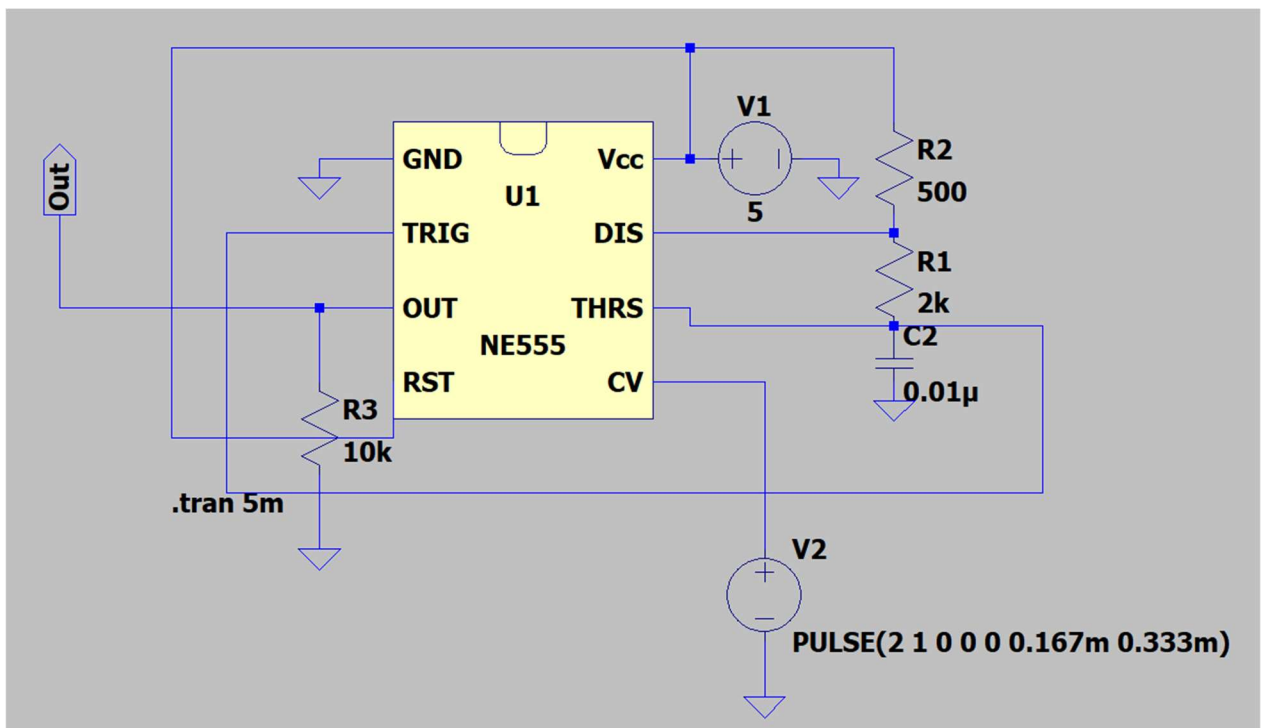 V1
GND
Vcc
R2
Out
U1
5
500
TRIG
DIS
R1
OUT
THRS
2k
NE555
C2
RST
CV
0.01µ
R3
10k
.tran 5m
V2
PULSE(2 1 0 0 0 0.167m 0.333m)